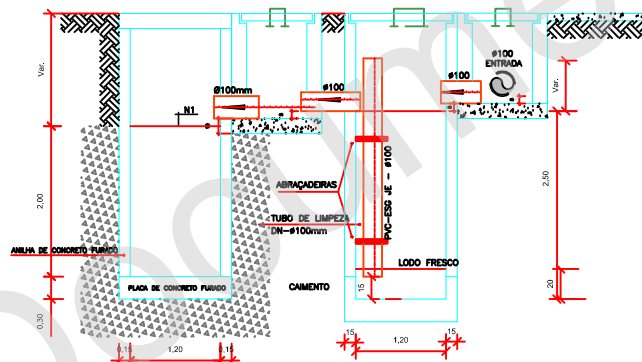 Ø100
ENTRADA
Ø100
Ø100
Ø100mm
Var.
Var.
N1
ABRAÇADEIRAS
TUBO DE LIMPEZA
DN-Ø100mm
PVC-ESG JE - Ø100
2,00
2,50
ANILHA DE CONCRETO FURADO
LODO FRESCO
PLACA DE CONCRETO FURADO
CAIMENTO
15
20
0,30
0,15
1,20
0,15
15
1,20
15